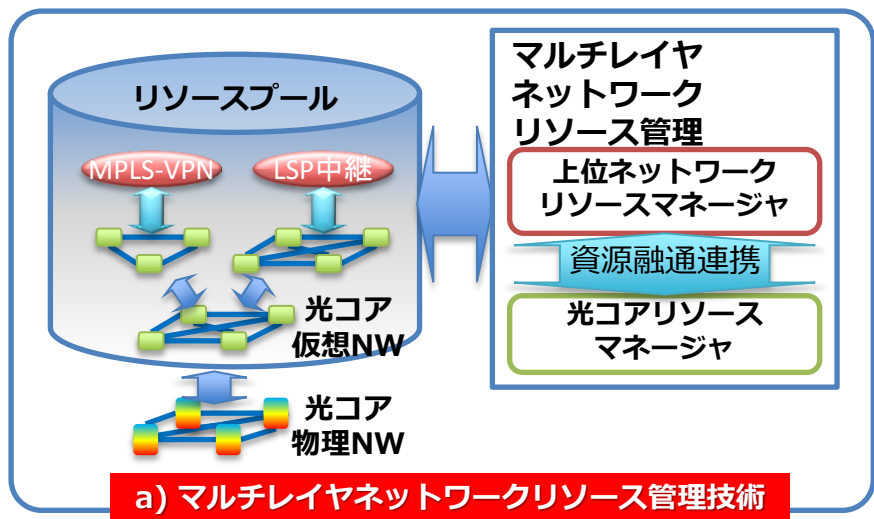 リソースプール
MPLS-VPN
LSP中継
光コア
仮想NW
光コア
物理NW
マルチレイヤ
ネットワーク
リソース管理
上位ネットワーク
リソースマネージャ
資源融通連携
光コアリソース
マネージャ
a) マルチレイヤネットワークリソース管理技術